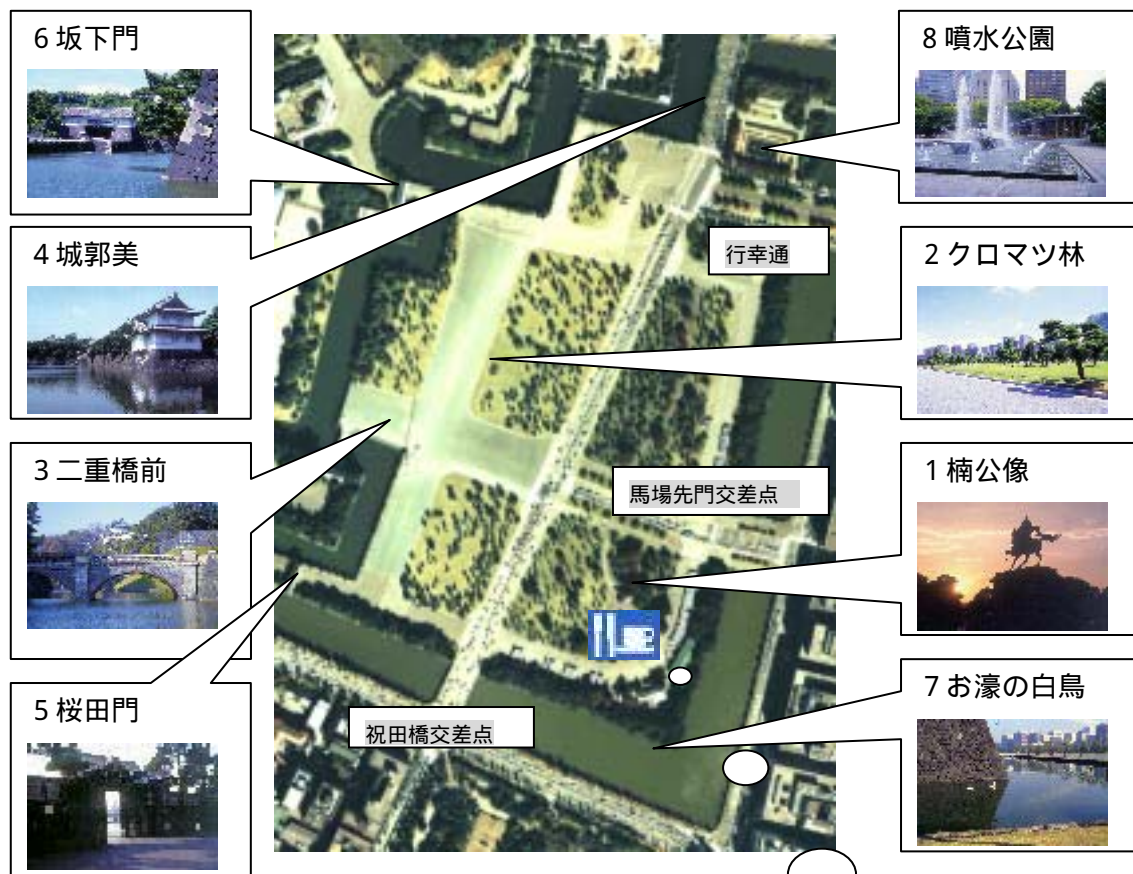 6 坂下門
4 城郭美
3 二重橋前
5 桜田門
行幸通
馬場先門交差点
祝田橋交差点
8 噴水公園
2 クロマツ林
1 楠公像
7 お濠の白鳥